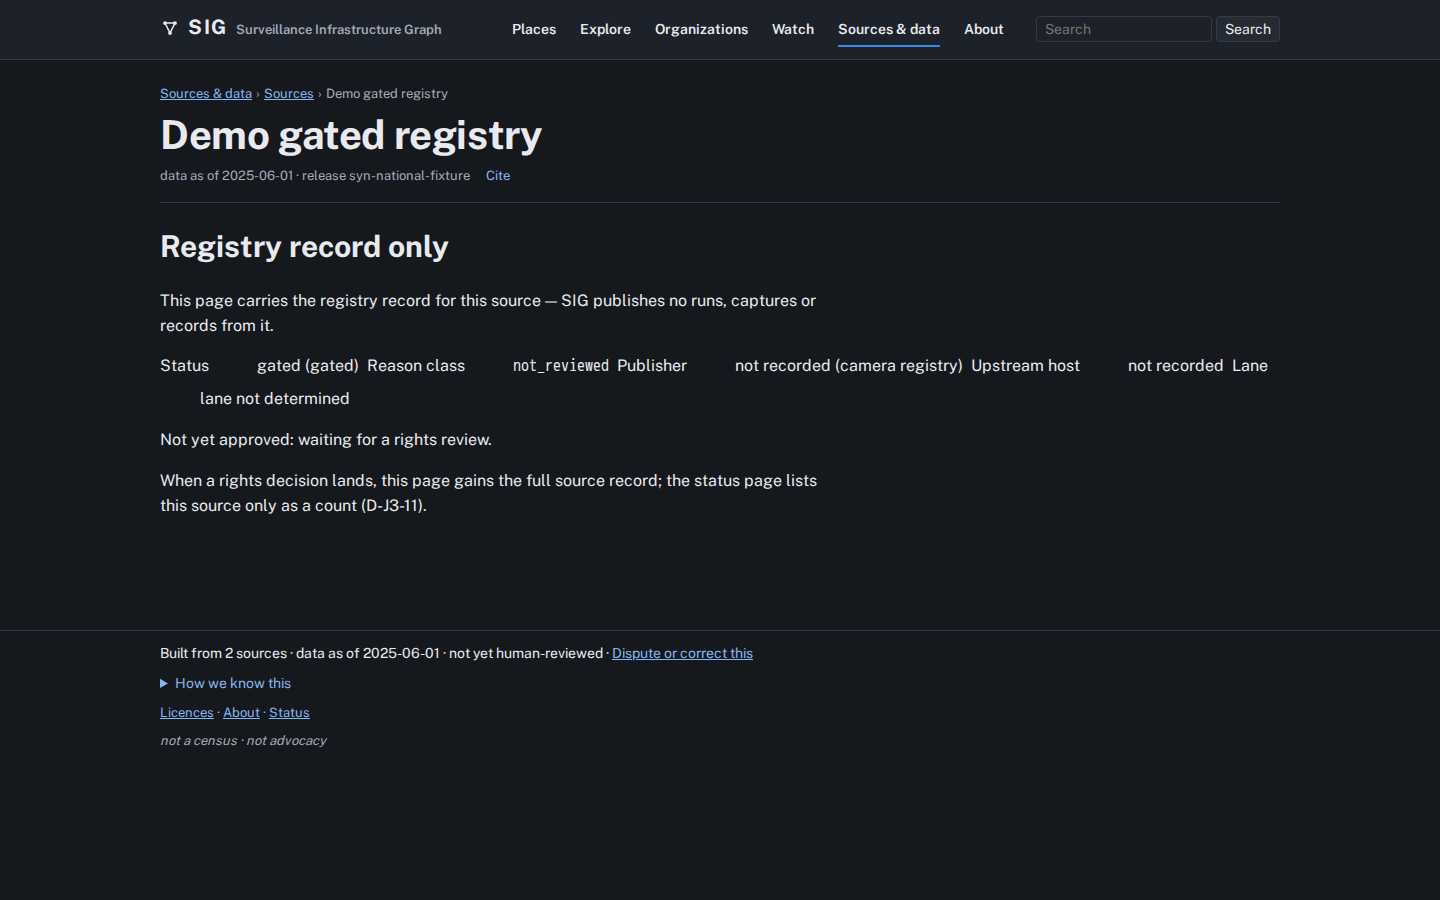 SIG Surveillance Infrastructure Graph Places Explore Organizations Watch Sources & data About Search Search
Sources & data › Sources › Demo gated registry
Demo gated registry
data as of 2025-06-01 · release syn-national-fixture Cite
Registry record only
This page carries the registry record for this source — SIG publishes no runs, captures or
records from it.
Status gated (gated) Reason class not_reviewed Publisher not recorded (camera registry) Upstream host not recorded Lane
lane not determined
Not yet approved: waiting for a rights review.
When a rights decision lands, this page gains the full source record; the status page lists
this source only as a count (D-J3-11).
Built from 2 sources · data as of 2025-06-01 · not yet human-reviewed · Dispute or correct this
How we know this
Licences · About · Status
not a census · not advocacy